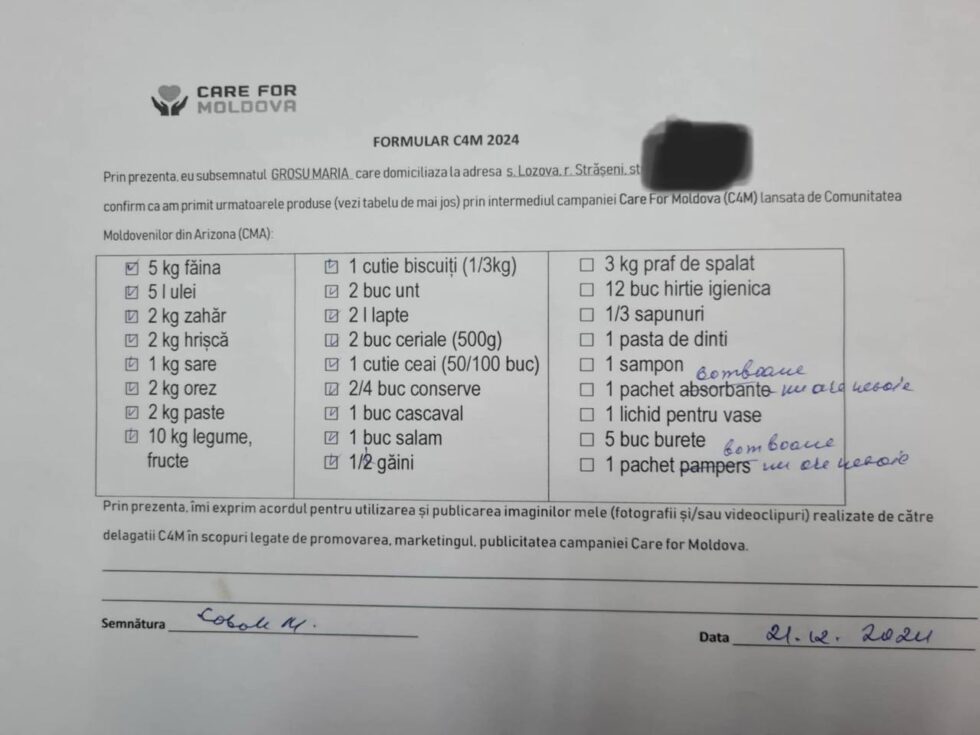 CARE FOR
MOLDOVA
FORMULAR C4M 2024
Prin prezenta, eu subsemnatul GROSU MARIA care domiciliaza la adresa s. Lozova, r. Strășeni, st
confirm ca am primit urmatoarele produse (vezi tabelu de mai jos) prin intermediul campaniei Care For Moldova (C4M) lansata de Comunitatea
Moldovenilor din Arizona (CMA):
5 kg făina
5 l ulei
2 kg zahăr
2 kg hrișcă
1 kg sare
2 kg orez
2 kg paste
10 kg legume,
fructe
1 cutie biscuiți (1/3kg)
2 buc unt
2 l lapte
2 buc ceriale (500g)
1 cutie ceai (50/100 buc)
2/4 buc conserve
1 buc cascaval
1 buc salam
1/2 găini
3 kg praf de spalat
12 buc hirtie igienica
1/3 sapunuri
1 pasta de dinti
1 sampon
bomboane
1 pachet absorbante nu are nevoie
1 lichid pentru vase
5 buc burete
bomboane
1 pachet pampers nu are nevoie
Prin prezenta, îmi exprim acordul pentru utilizarea și publicarea imaginilor mele (fotografii și/sau videoclipuri) realizate de către
delagatii C4M în scopuri legate de promovarea, marketingul, publicitatea campaniei Care for Moldova.
Semnătura
Data 21.12.2024